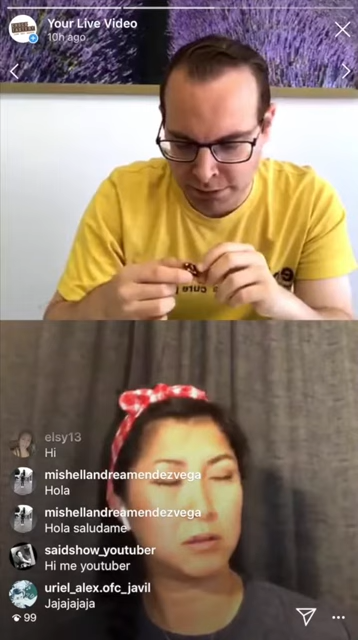 Your Live Video
10h ago
elsy13
Hi
mishellandreamendezvega
Hola
mishellandreamendezvega
Hola saludame
saidshow_youtuber
Hi me youtuber
uriel_alex.ofc_javil
Jajajajaja
99